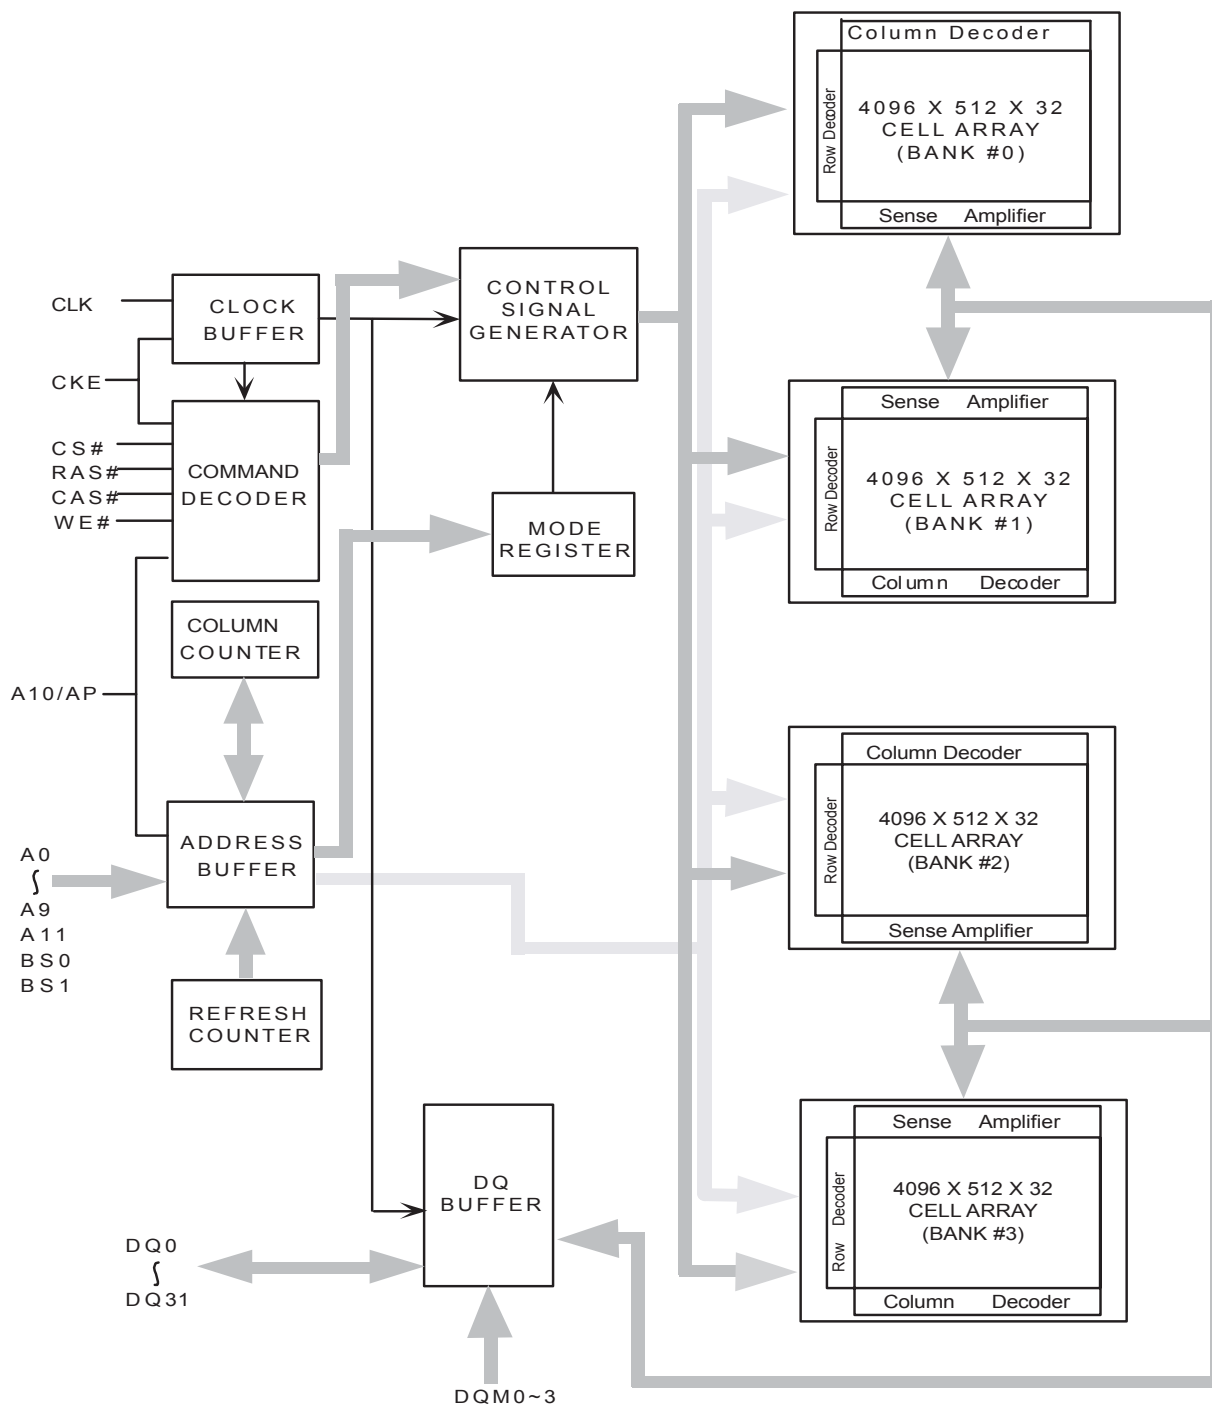 Column Decoder
Row Decoder
4096 X 512 X 32
CELL ARRAY
(BANK #0)
Sense Amplifier
CLK
CLOCK
BUFFER
CONTROL
SIGNAL
GENERATOR
CKE
CS#
RAS#
CAS#
WE#
COMMAND
DECODER
Sense Amplifier
Row Decoder
4096 X 512 X 32
CELL ARRAY
(BANK #1)
Column Decoder
MODE
REGISTER
COLUMN
COUNTER
A10/AP
Column Decoder
Row Decoder
4096 X 512 X 32
CELL ARRAY
(BANK #2)
Sense Amplifier
ADDRESS
BUFFER
A0
A9
A11
BS0
BS1
REFRESH
COUNTER
Sense Amplifier
Row Decoder
4096 X 512 X 32
CELL ARRAY
(BANK #3)
Column Decoder
DQ
BUFFER
DQ0
DQ31
DQM0~3